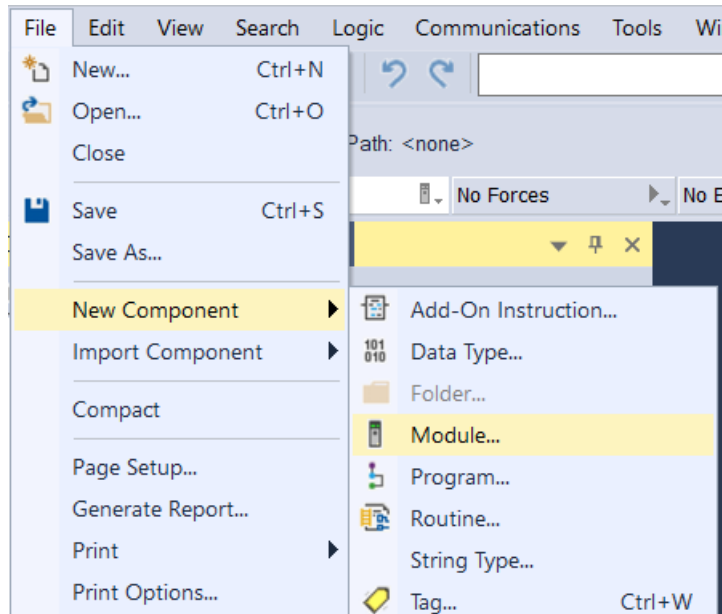 File Edit View Search Logic Communications Tools Wi
New... Ctrl+N
Open... Ctrl+O
Close
Path: <none>
No Forces
No E
Save Ctrl+S
Save As...
New Component
Import Component
Compact
Page Setup...
Generate Report...
Print
Print Options...
Add-On Instruction...
101
010
Data Type...
Folder...
Module...
Program...
Routine...
String Type...
Tag... Ctrl+W